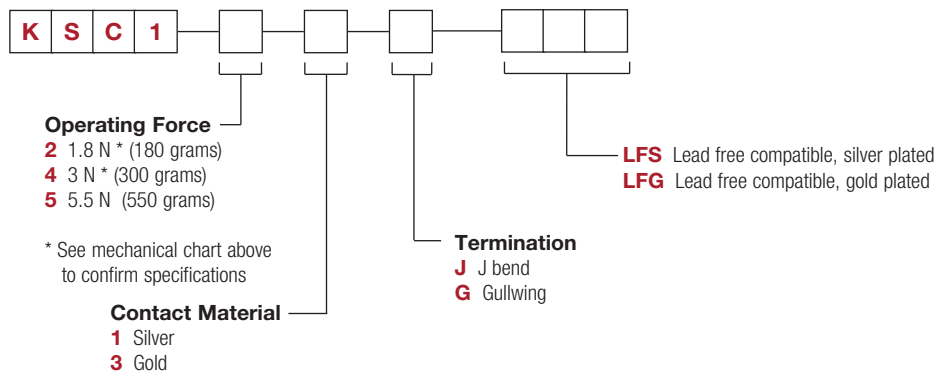 K S C 1
Operating Force
2 1.8 N * (180 grams)
4 3 N * (300 grams)
5 5.5 N (550 grams)
* See mechanical chart above
to confirm specifications
Contact Material
1 Silver
3 Gold
Termination
J J bend
G Gullwing
LFS Lead free compatible, silver plated
LFG Lead free compatible, gold plated